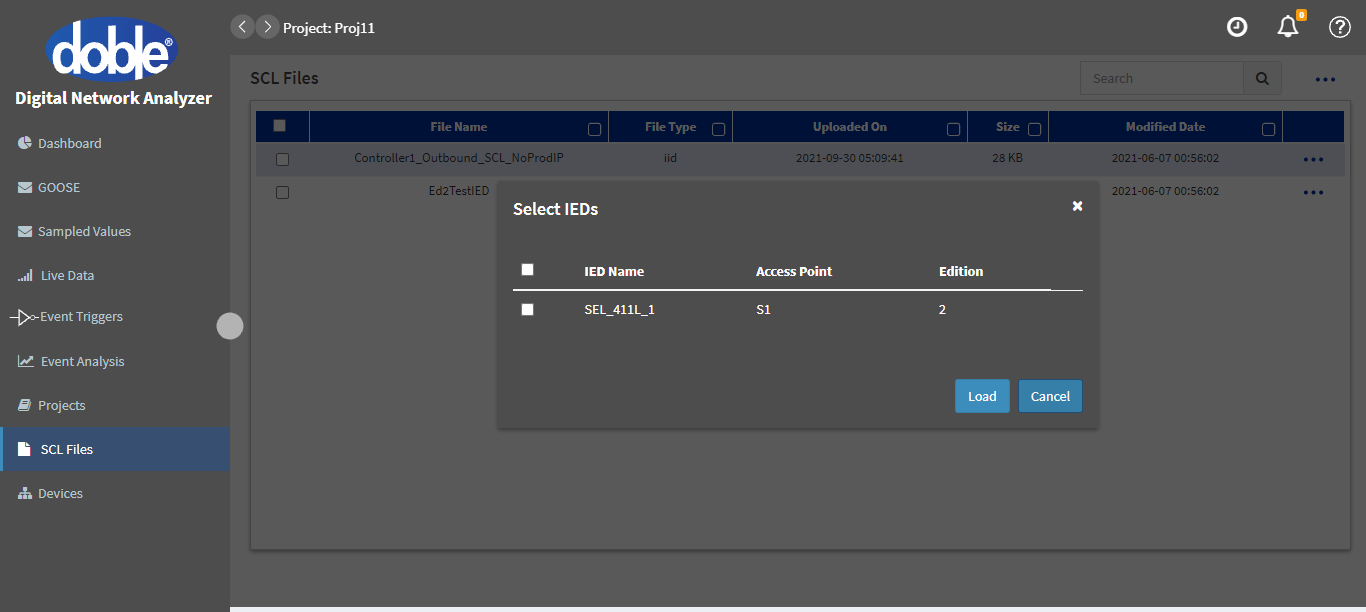 doble®
Digital Network Analyzer
Dashboard
GOOSE
Sampled Values
Live Data
Event Triggers
Event Analysis
Projects
SCL Files
Devices
Project: Proj11
0
SCL Files
Search
File Name File Type Uploaded On Size Modified Date
Controller1_Outbound_SCL_NoProdIP iid 2021-09-30 05:09:41 28 KB 2021-06-07 00:56:02
Ed2TestIED 2021-06-07 00:56:02
Select IEDs
IED Name Access Point Edition
SEL_411L_1 S1 2
Load Cancel